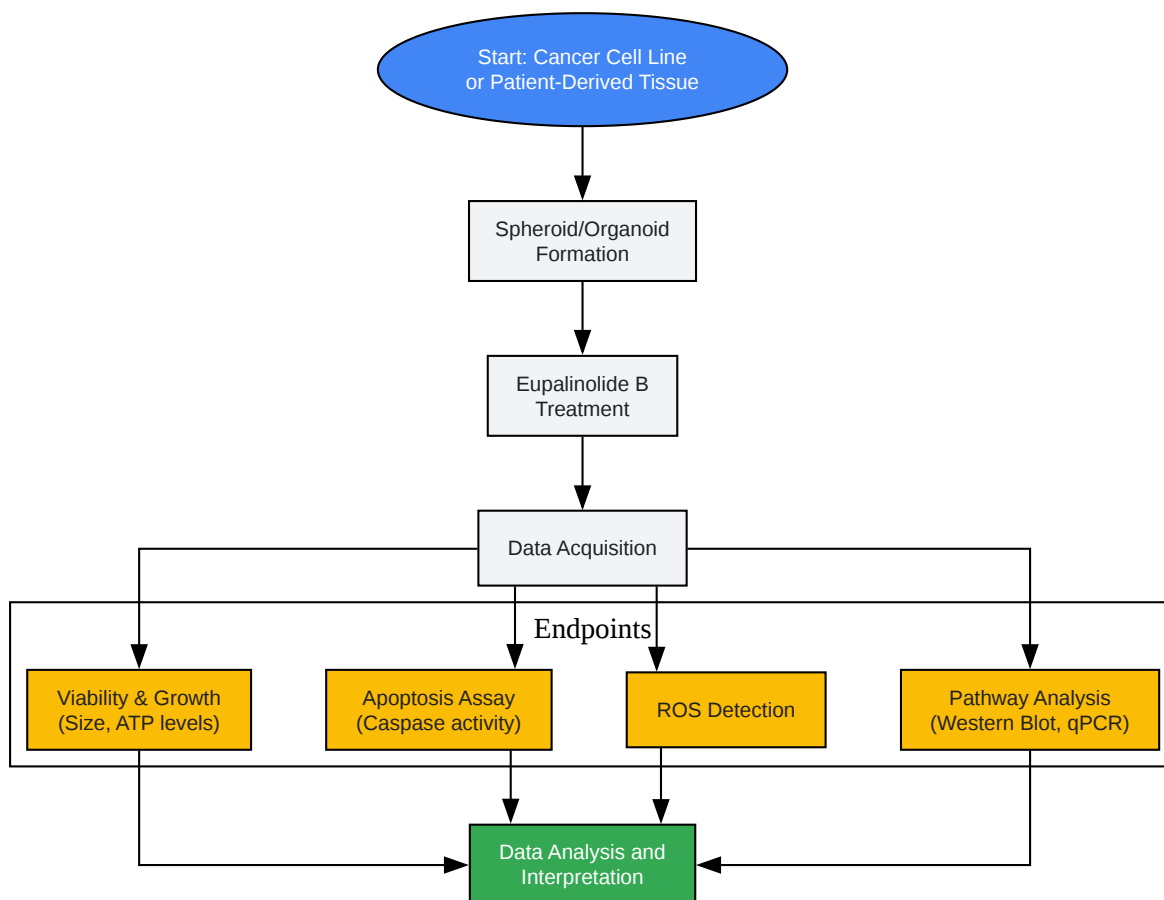 Start: Cancer Cell Line
or Patient-Derived Tissue
Spheroid/Organoid
Formation
Eupalinolide B
Treatment
Data Acquisition
Endpoints
Viability & Growth
(Size, ATP levels)
Apoptosis Assay
(Caspase activity)
ROS Detection
Pathway Analysis
(Western Blot, qPCR)
Data Analysis and
Interpretation